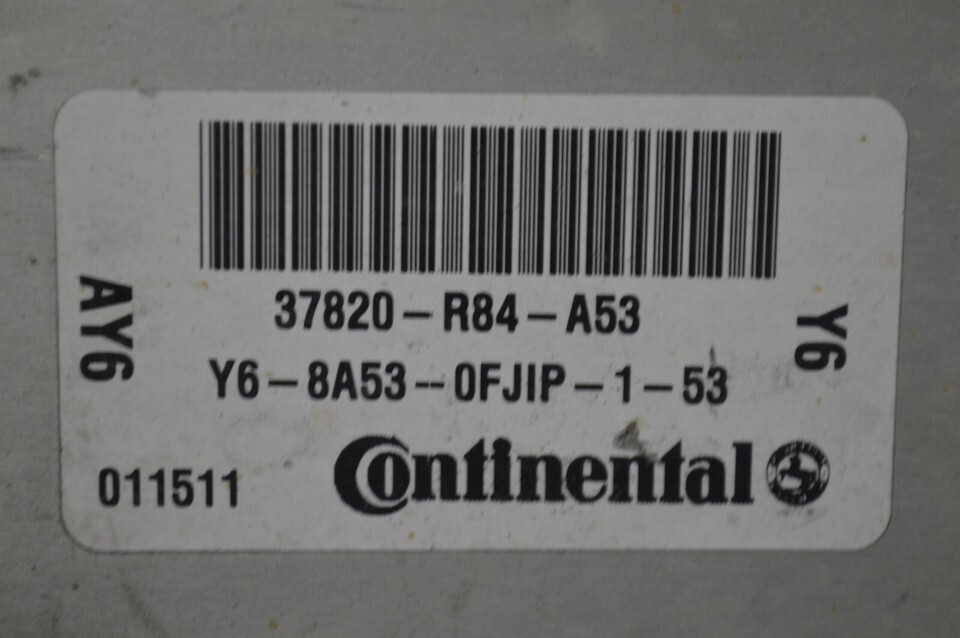 37820-R84-A53
Y6-8A53--0FJIP-1-53
AY6
Y6
011511
Continental